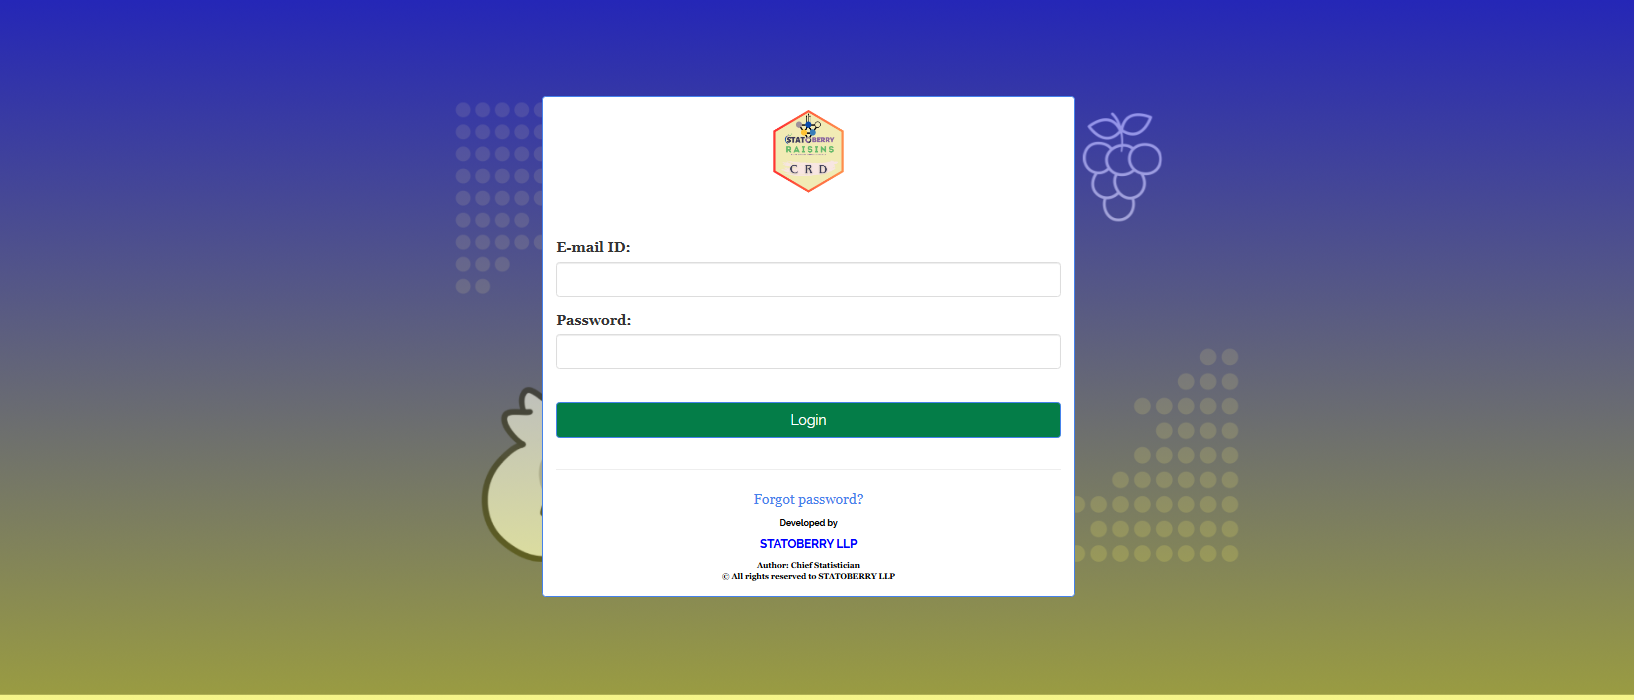 STATOBERRY
RAISINS
C R D
E-mail ID:
Password:
Login
Forgot password?
Developed by
STATOBERRY LLP
Author: Chief Statistician
© All rights reserved to STATOBERRY LLP